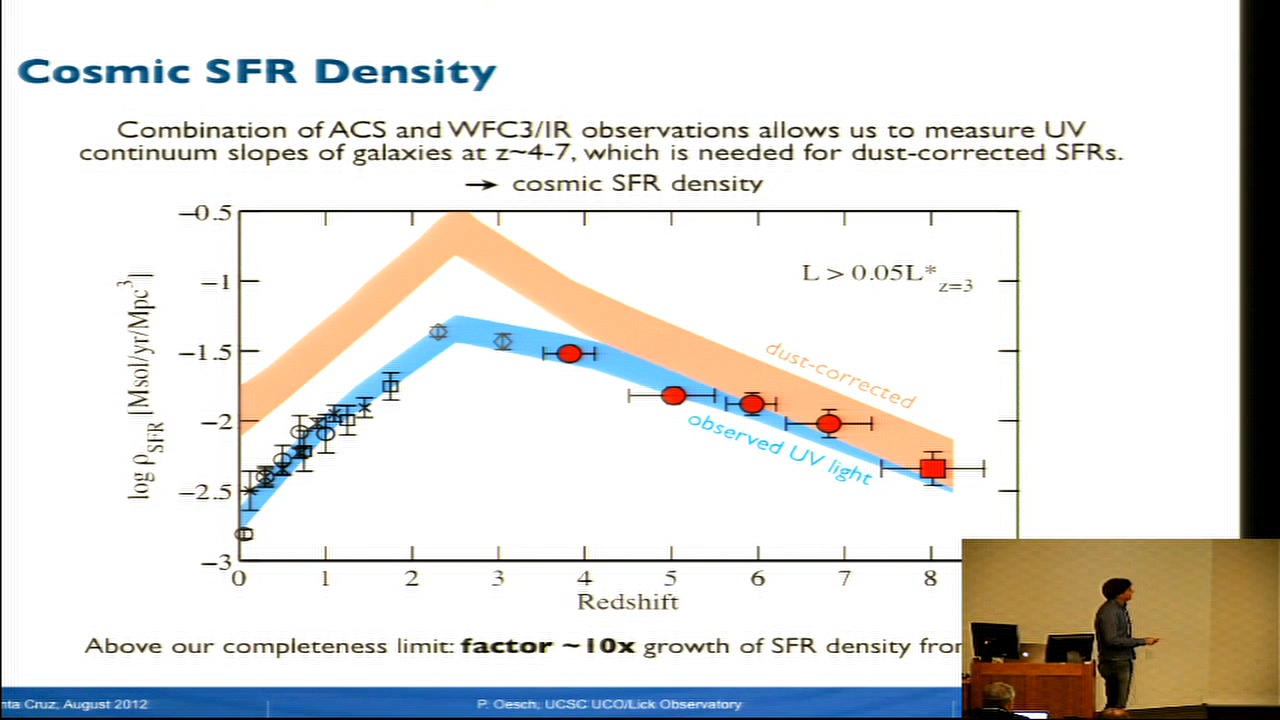 Cosmic SFR Density
Combination of ACS and WFC3/IR observations allows us to measure UV
continuum slopes of galaxies at z~4-7, which is needed for dust-corrected SFRs.
→ cosmic SFR density
−0.5
−1
−1.5
−2
−2.5
−3
log ρSFR [Msol/yr/Mpc3]
L > 0.05L*z=3
dust-corrected
observed UV light
0 1 2 3 4 5 6 7 8
Redshift
Above our completeness limit: factor ~10x growth of SFR density
Cruz, August 2012
P. Oesch, UCSC UCO/Lick Observatory